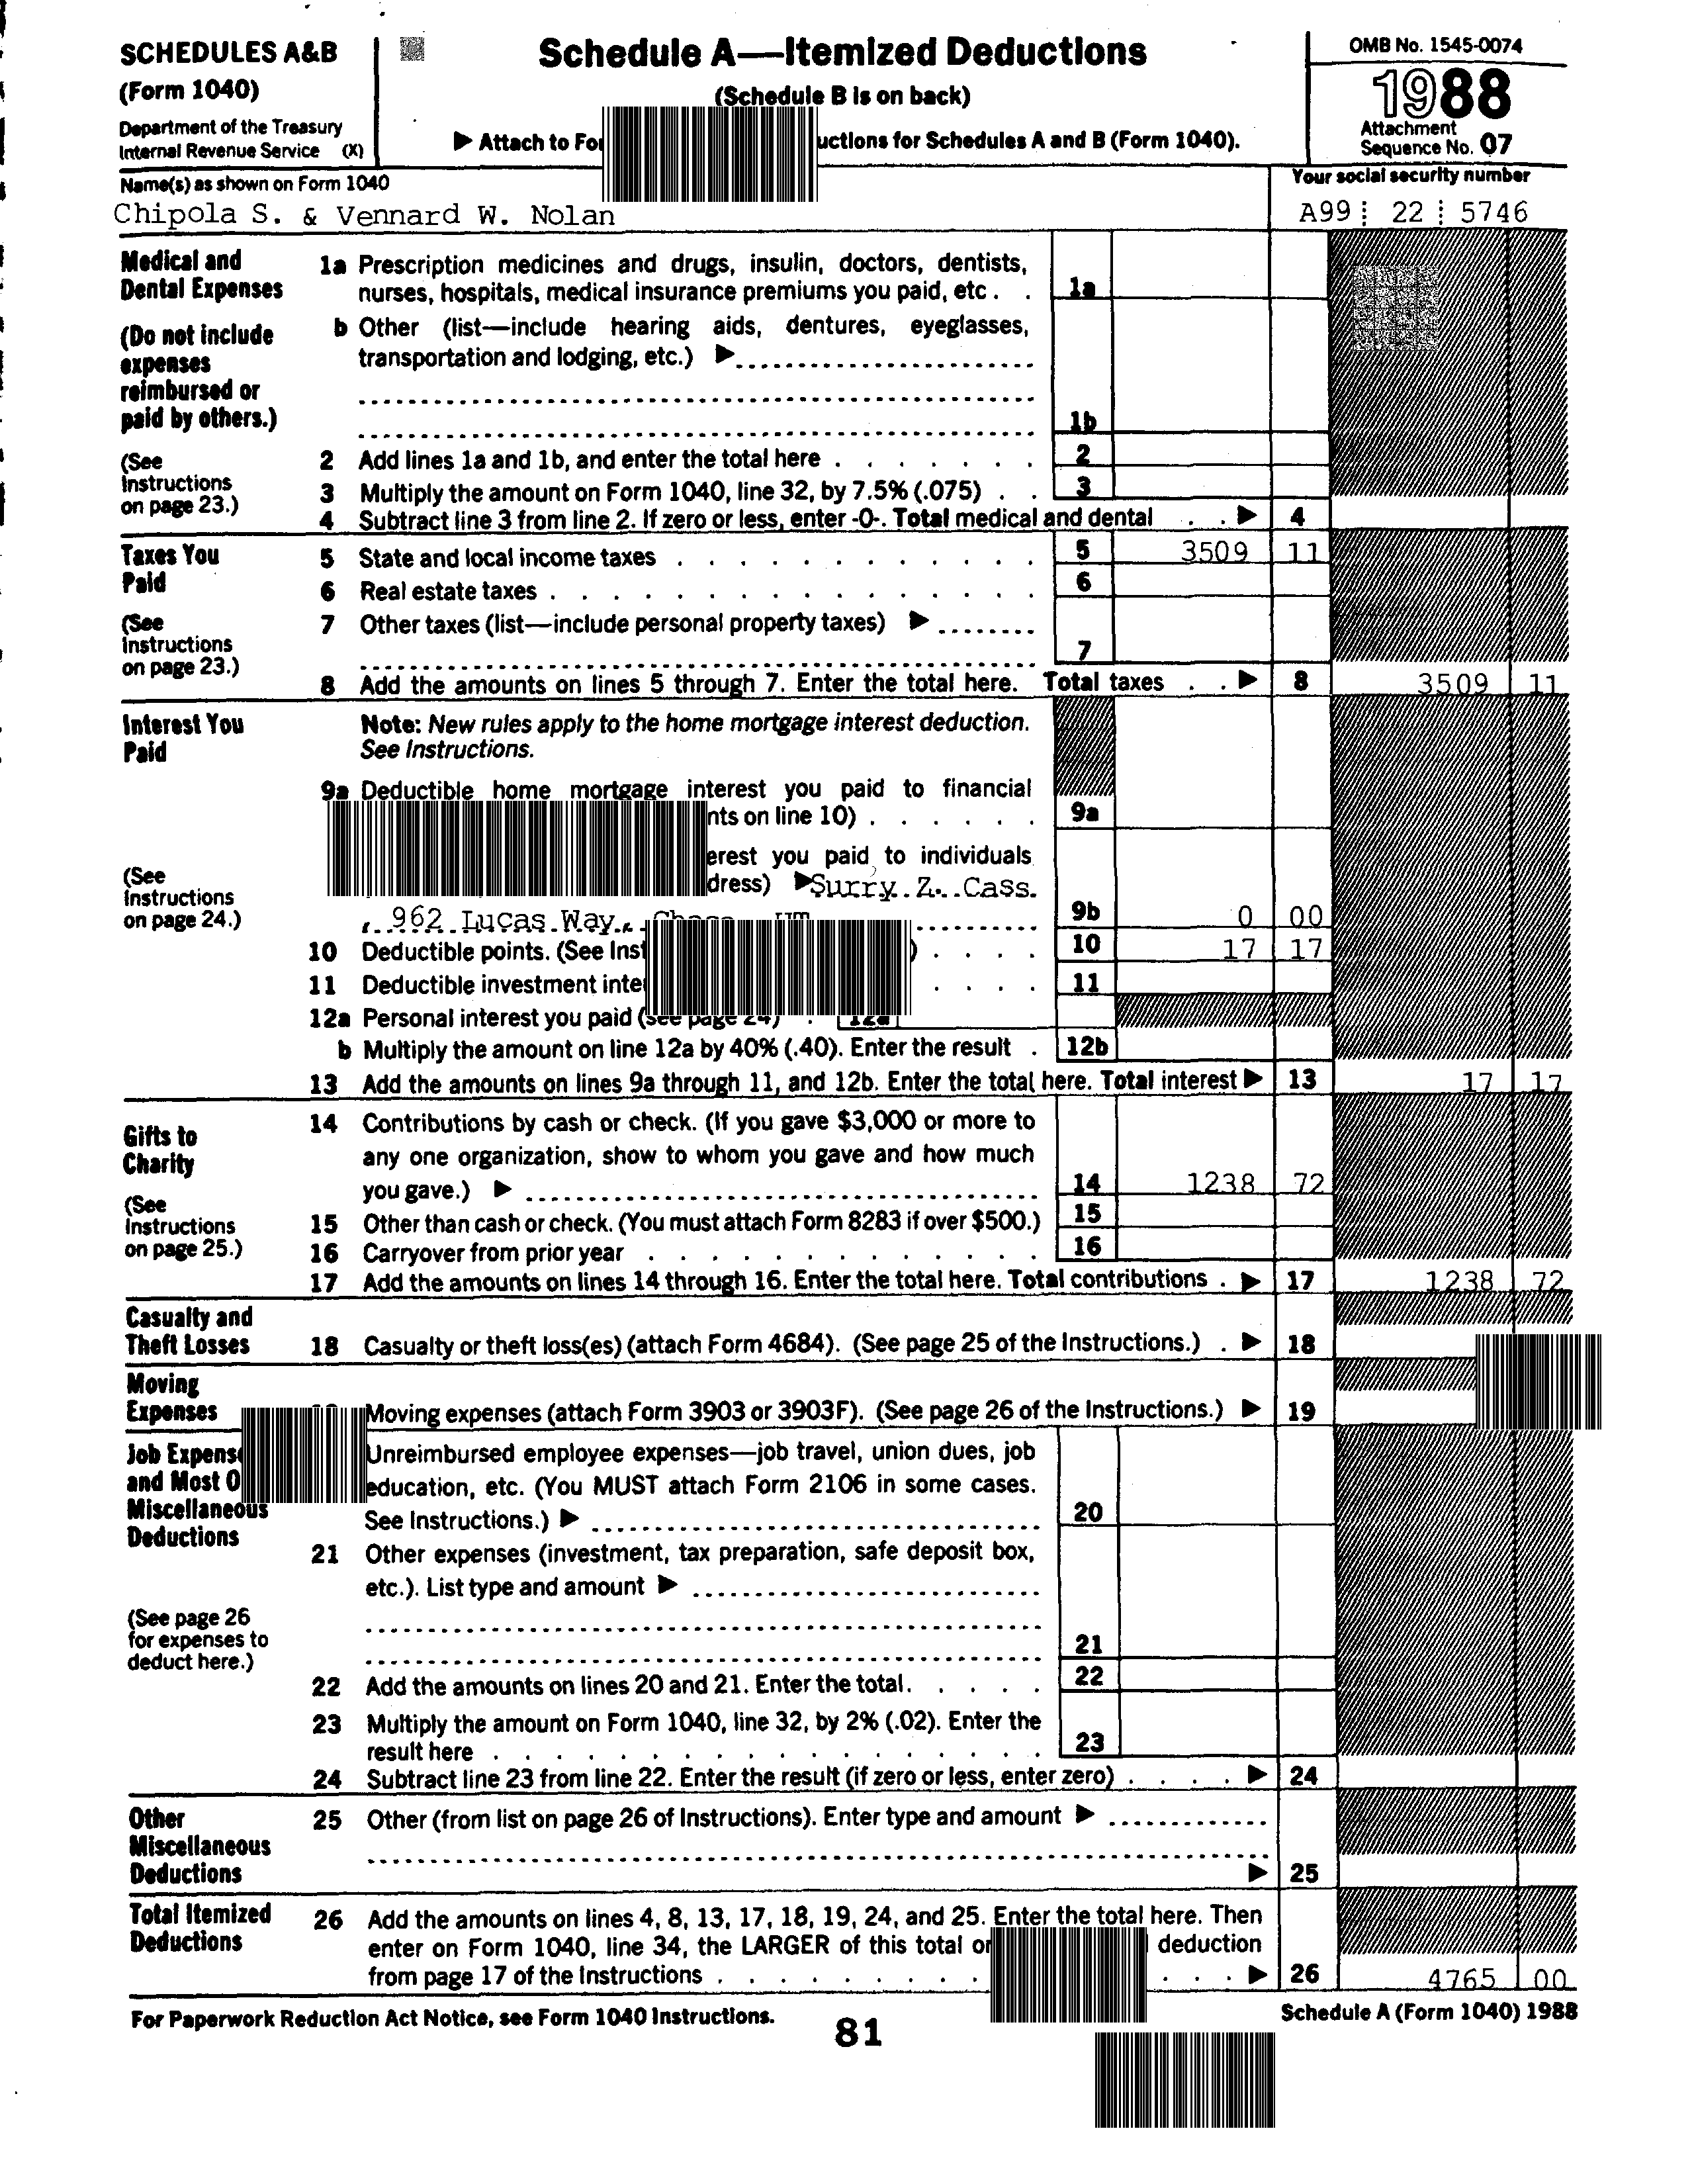 SCHEDULES A&B
(Form 1040)
Department of the Treasury
Internal Revenue Service (X)
Schedule A—Itemized Deductions
(Schedule B is on back)
▶ Attach to uctions for Schedules A and B (Form 1040).
OMB No. 1545-0074
1988
Attachment
Sequence No. 07
Name(s) as shown on Form 1040
Your social security number
Chipola S. & Vennard W. Nolan
A99 22 5746
Medical and
Dental Expenses
(Do not include
expenses
reimbursed or
paid by others.)
(See
Instructions
on page 23.)
1a Prescription medicines and drugs, insulin, doctors, dentists,
nurses, hospitals, medical insurance premiums you paid, etc . . 1a
b Other (list—include hearing aids, dentures, eyeglasses,
transportation and lodging, etc.) ▶
1b
2 Add lines 1a and 1b, and enter the total here . . . . . . . 2
3 Multiply the amount on Form 1040, line 32, by 7.5% (.075) . . 3
4 Subtract line 3 from line 2. If zero or less, enter -0-. Total medical and dental . . ▶ 4
Taxes You
Paid
(See
Instructions
on page 23.)
5 State and local income taxes . . . . . . . . . . . . 5 3509 11
6 Real estate taxes . . . . . . . . . . . . . . . . 6
7 Other taxes (list—include personal property taxes) ▶
7
8 Add the amounts on lines 5 through 7. Enter the total here. Total taxes . . ▶ 8 3509 11
Interest You
Paid
(See
Instructions
on page 24.)
Note: New rules apply to the home mortgage interest deduction.
See Instructions.
9a Deductible home mortgage interest you paid to financial
nts on line 10) . . . . . . 9a
erest you paid to individuals
dress) ▶ Surry Z. Cass
, 962 Lucas Way, 9b 0 00
10 Deductible points. (See . . . . 10 17 17
11 Deductible investment . . . . 11
12a Personal interest you paid (see page 24) . 12a
b Multiply the amount on line 12a by 40% (.40). Enter the result . 12b
13 Add the amounts on lines 9a through 11, and 12b. Enter the total here. Total interest ▶ 13 17 17
Gifts to
Charity
(See
Instructions
on page 25.)
14 Contributions by cash or check. (If you gave $3,000 or more to
any one organization, show to whom you gave and how much
you gave.) ▶ 14 1238 72
15 Other than cash or check. (You must attach Form 8283 if over $500.) 15
16 Carryover from prior year . . . . . . . . . . . . . 16
17 Add the amounts on lines 14 through 16. Enter the total here. Total contributions . ▶ 17 1238 72
Casualty and
Theft Losses
18 Casualty or theft loss(es) (attach Form 4684). (See page 25 of the Instructions.) . ▶ 18
Moving
Expenses
Moving expenses (attach Form 3903 or 3903F). (See page 26 of the Instructions.) ▶ 19
Job
and Most
Miscellaneous
Deductions
(See page 26
for expenses to
deduct here.)
Unreimbursed employee expenses—job travel, union dues, job
education, etc. (You MUST attach Form 2106 in some cases.
See Instructions.) ▶ 20
21 Other expenses (investment, tax preparation, safe deposit box,
etc.). List type and amount ▶
21
22 Add the amounts on lines 20 and 21. Enter the total. . . . . 22
23 Multiply the amount on Form 1040, line 32, by 2% (.02). Enter the
result here . . . . . . . . . . . . . . . . . . 23
24 Subtract line 23 from line 22. Enter the result (if zero or less, enter zero) . . . . ▶ 24
Other
Miscellaneous
Deductions
25 Other (from list on page 26 of Instructions). Enter type and amount ▶
▶ 25
Total Itemized
Deductions
26 Add the amounts on lines 4, 8, 13, 17, 18, 19, 24, and 25. Enter the total here. Then
enter on Form 1040, line 34, the LARGER of this total deduction
from page 17 of the Instructions . . . . . . . . . . . . ▶ 26 4765 00
For Paperwork Reduction Act Notice, see Form 1040 Instructions.
81
Schedule A (Form 1040) 1988